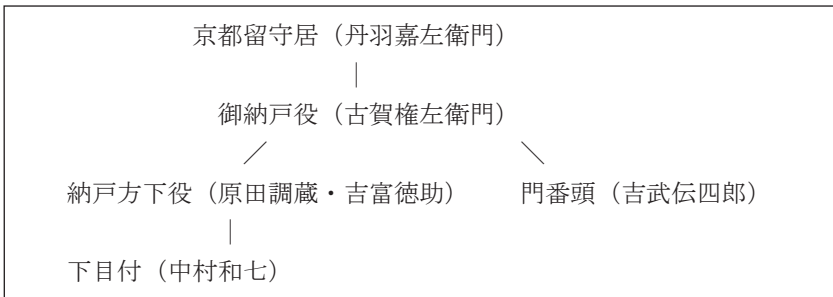 京都留守居（丹羽嘉左衛門）
御納戸役（古賀権左衛門）
納戸方下役（原田調蔵・吉富徳助） 門番頭（吉武伝四郎）
下目付（中村和七）